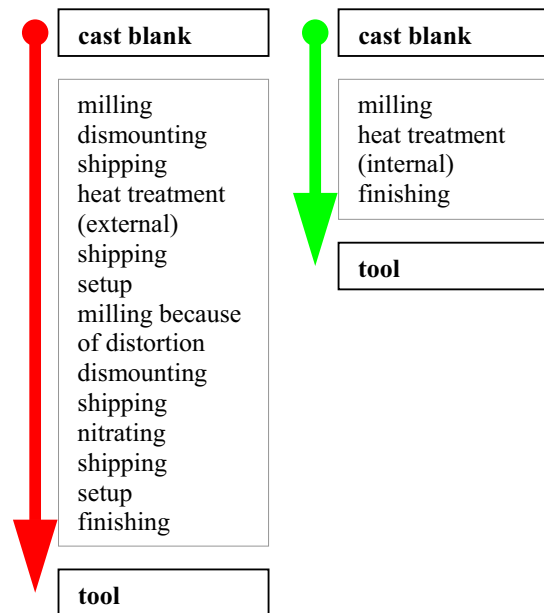 cast blank
milling
dismounting
shipping
heat treatment
(external)
shipping
setup
milling because
of distortion
dismounting
shipping
nitrating
shipping
setup
finishing
tool
cast blank
milling
heat treatment
(internal)
finishing
tool